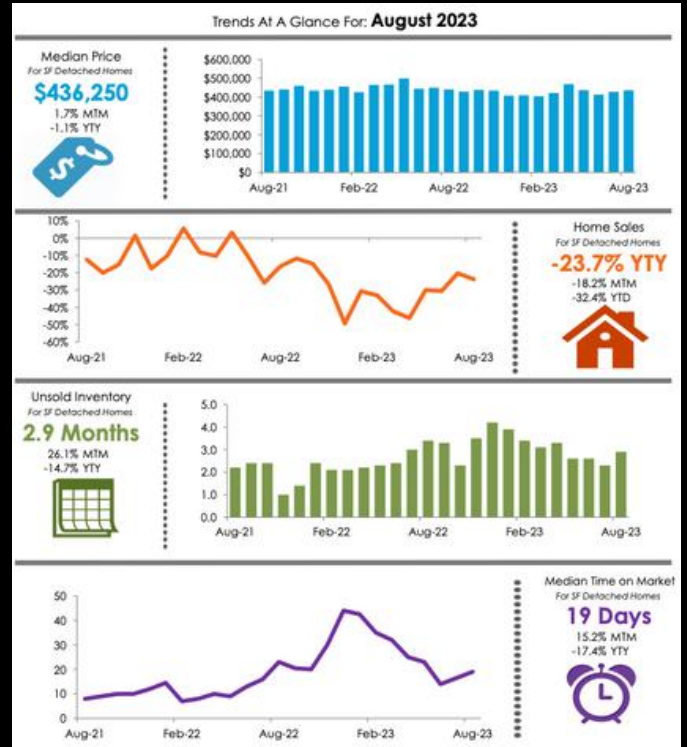 Trends At A Glance For: August 2023
Median Price
For SF Detached Homes
$436,250
1.7% MTM
-1.1% YTY
$
$600,000
$500,000
$400,000
$300,000
$200,000
$100,000
$0
Aug-21 Feb-22 Aug-22 Feb-23 Aug-23
10%
0%
-10%
-20%
-30%
-40%
-50%
-60%
Aug-21 Feb-22 Aug-22 Feb-23 Aug-23
Home Sales
For SF Detached Homes
-23.7% YTY
-18.2% MTM
-32.4% YTD
Unsold Inventory
For SF Detached Homes
2.9 Months
26.1% MTM
-14.7% YTY
5.0
4.0
3.0
2.0
1.0
0.0
Aug-21 Feb-22 Aug-22 Feb-23 Aug-23
50
40
30
20
10
0
Aug-21 Feb-22 Aug-22 Feb-23 Aug-23
Median Time on Market
For SF Detached Homes
19 Days
15.2% MTM
-17.4% YTY